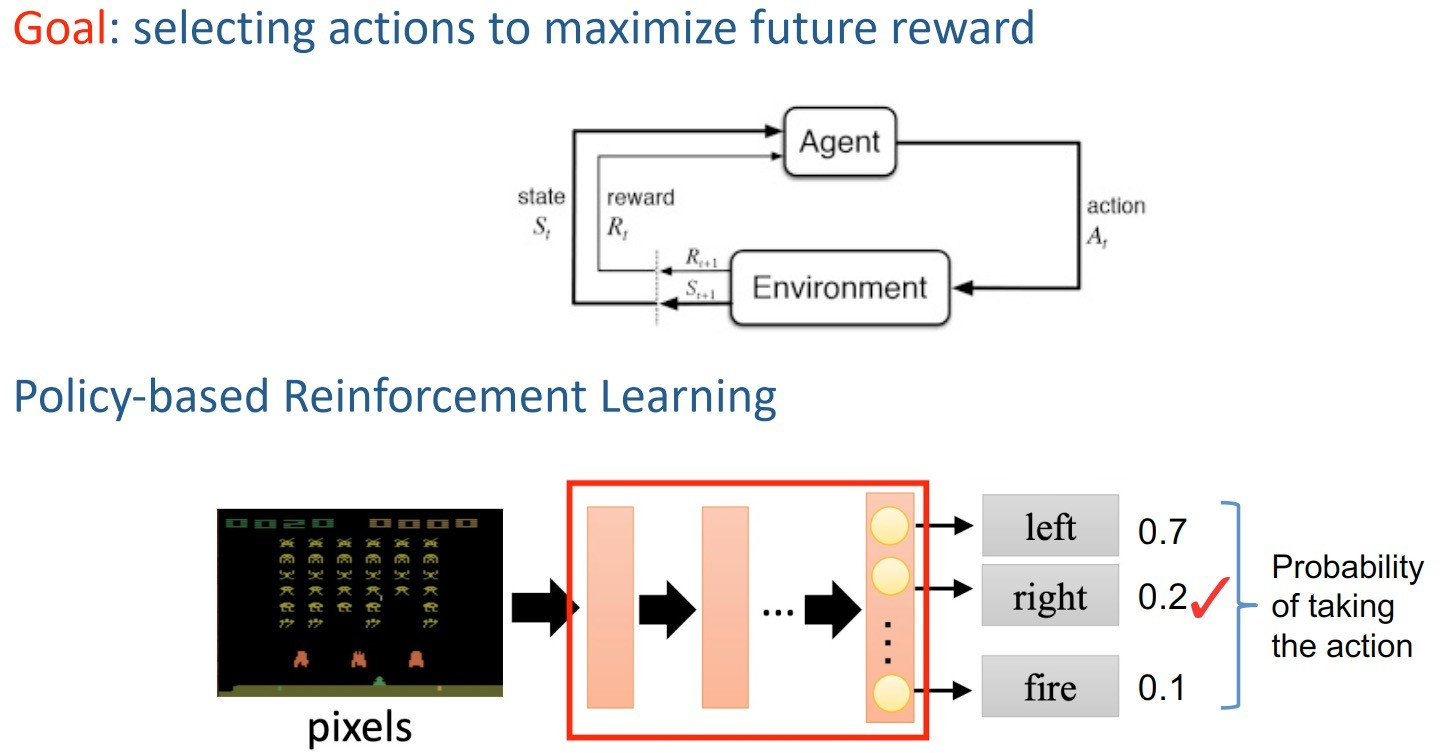 Goal: selecting actions to maximize future reward
Agent
state
S_t
reward
R_t
action
A_t
R_{t+1}
S_{t+1}
Environment
Policy-based Reinforcement Learning
0020 0000
left 0.7
right 0.2
fire 0.1
...
Probability
of taking
the action
pixels